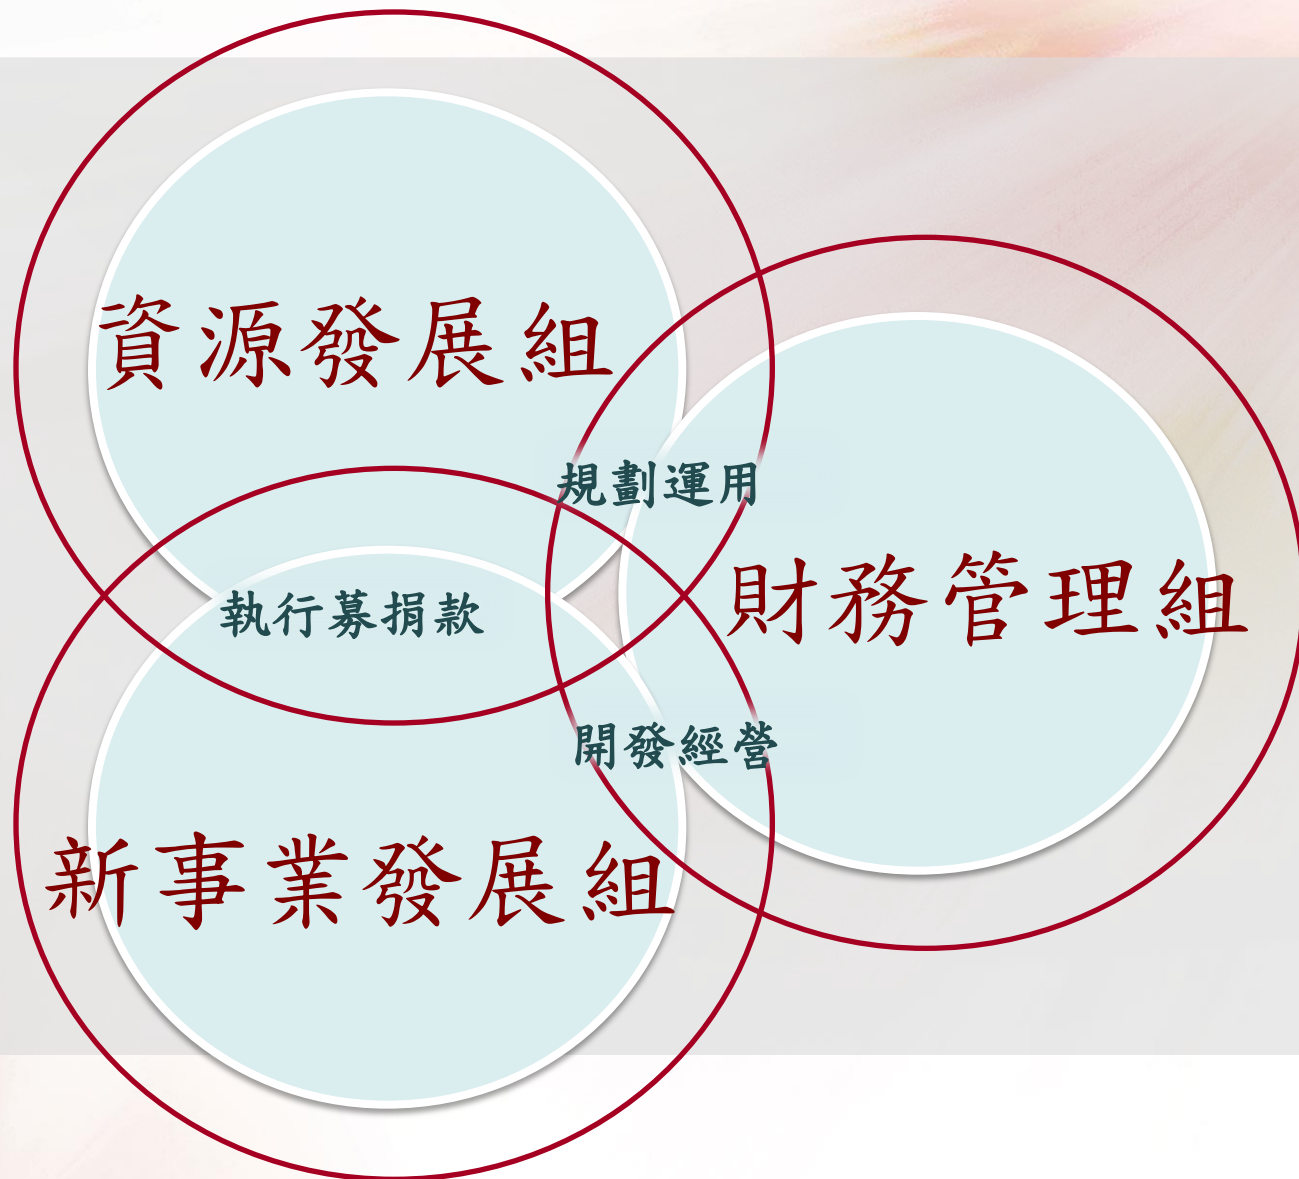 資源發展組
規劃運用
財務管理組
執行募捐款
開發經營
新事業發展組